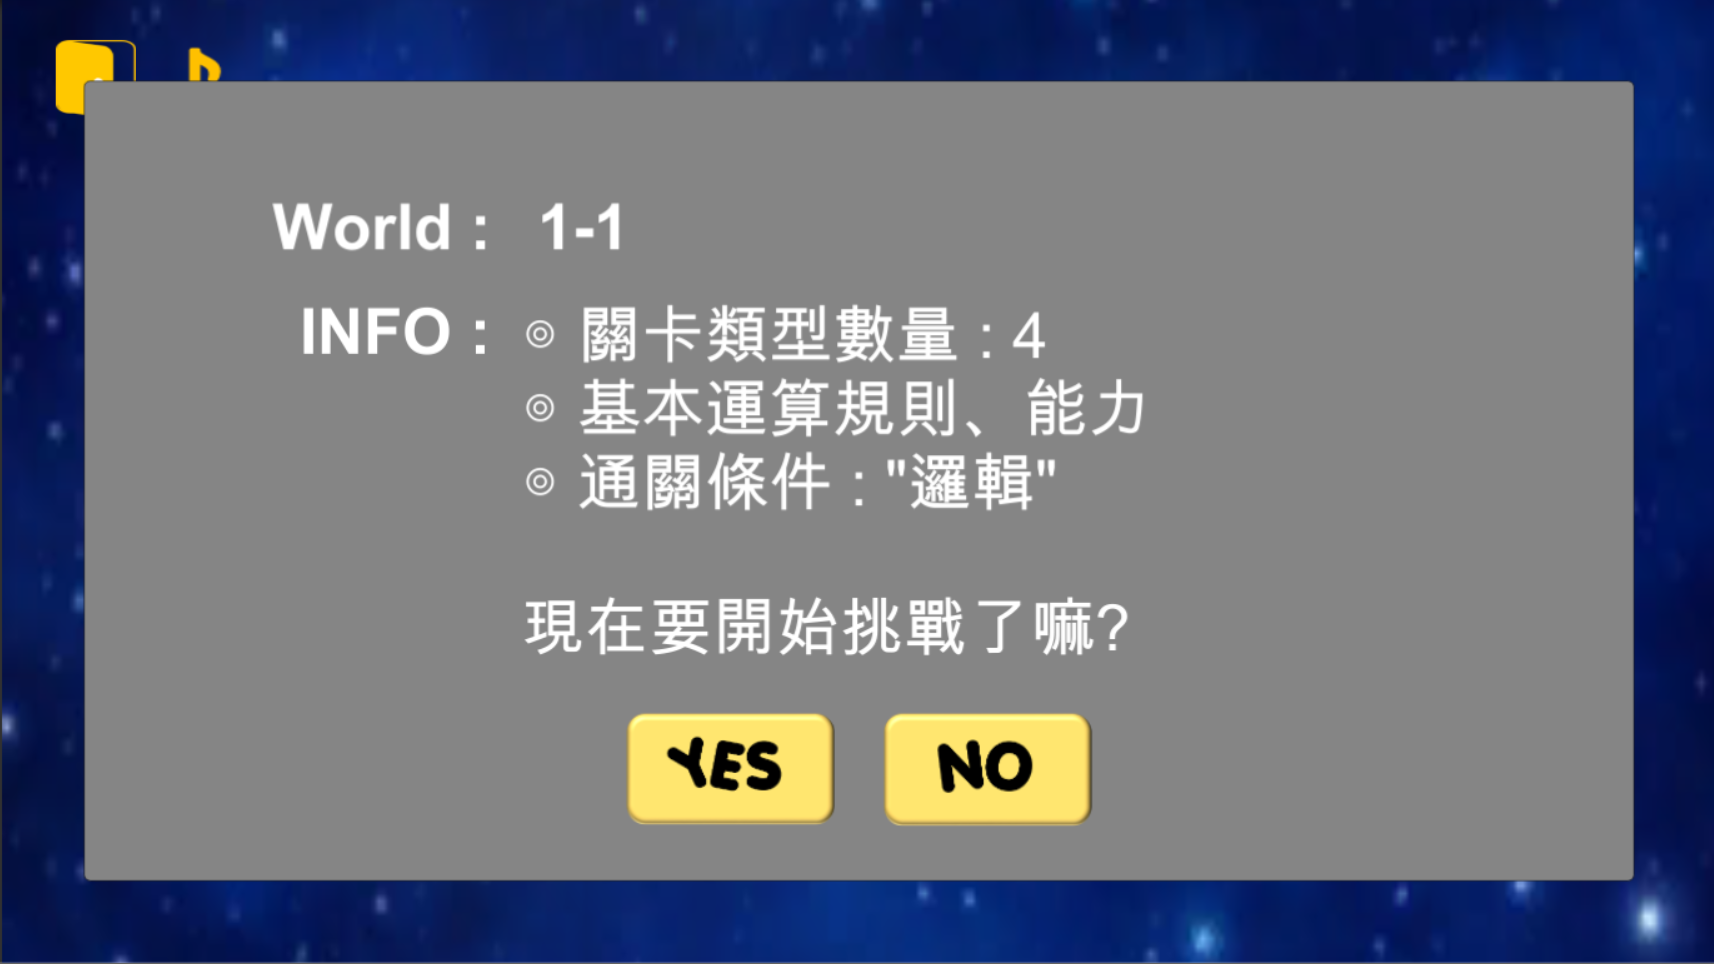 World : 1-1
INFO : ◎ 關卡類型數量 : 4
◎ 基本運算規則、能力
◎ 通關條件 : "邏輯"
現在要開始挑戰了嘛?
YES NO